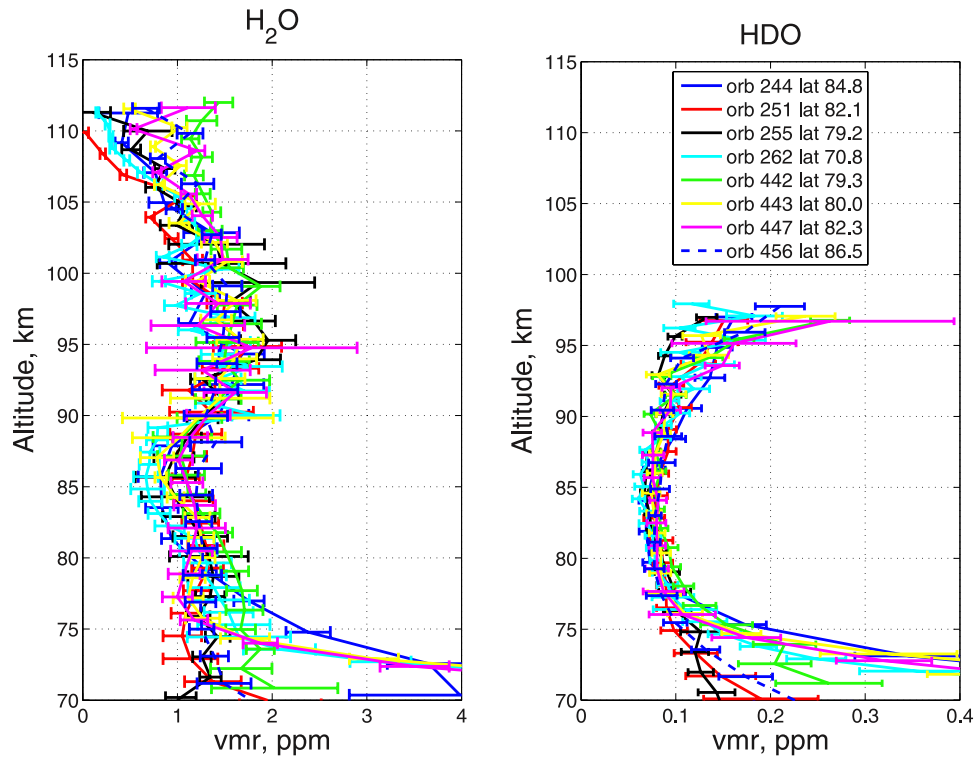 H2O
115
110
105
100
95
90
85
80
75
70
Altitude, km
0
1
2
3
4
vmr, ppm
HDO
115
110
105
100
95
90
85
80
75
70
Altitude, km
orb 244 lat 84.8
orb 251 lat 82.1
orb 255 lat 79.2
orb 262 lat 70.8
orb 442 lat 79.3
orb 443 lat 80.0
orb 447 lat 82.3
orb 456 lat 86.5
0
0.1
0.2
0.3
0.4
vmr, ppm